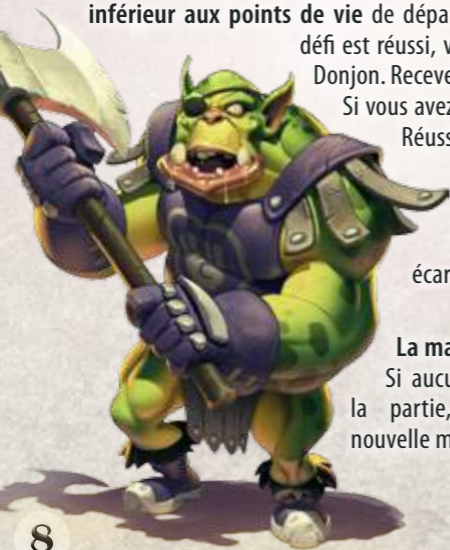 inférieur aux points de vie de dépa
défi est réussi, v
Donjon. Receve
Si vous avez
Réuss
écar
La ma
Si aucu
la partie,
nouvelle m
8